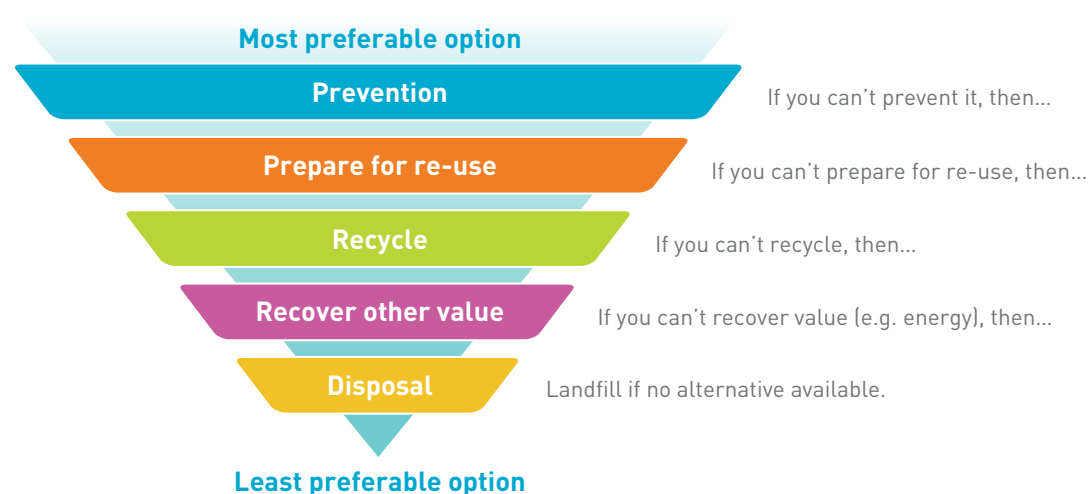 Most preferable option
Prevention
If you can't prevent it, then...
Prepare for re-use
If you can't prepare for re-use, then...
Recycle
If you can't recycle, then...
Recover other value
If you can't recover value (e.g. energy), then...
Disposal
Landfill if no alternative available.
Least preferable option